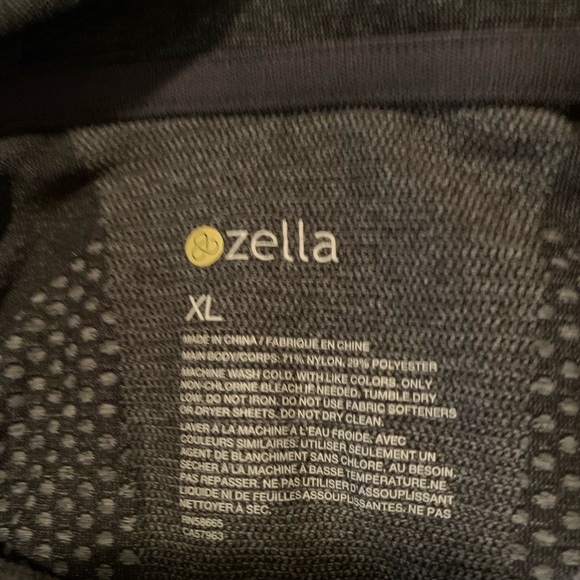 zella
XL
MADE IN CHINA / FABRIQUE EN CHINE
MAIN BODY/CORPS: 71% NYLON, 29% POLYESTER
MACHINE WASH COLD, WITH LIKE COLORS. ONLY
NON-CHLORINE BLEACH IF NEEDED, TUMBLE DRY
LOW. DO NOT IRON. DO NOT USE FABRIC SOFTENERS
OR DRYER SHEETS. DO NOT DRY CLEAN.
LAVER À LA MACHINE À L'EAU FROIDE, AVEC
COULEURS SIMILAIRES. UTILISER SEULEMENT UN
AGENT DE BLANCHIMENT SANS CHLORE, AU BESOIN.
SÉCHER À LA MACHINE À BASSE TEMPÉRATURE. NE
PAS REPASSER. NE PAS UTILISER D'ASSOUPLISSANT
LIQUIDE NI DE FEUILLES ASSOUPLISSANTES. NE PAS
NETTOYER À SEC.
RN58665
CA57963